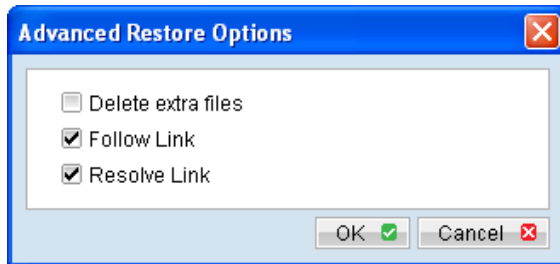 Advanced Restore Options
Delete extra files
Follow Link
Resolve Link
OK Cancel